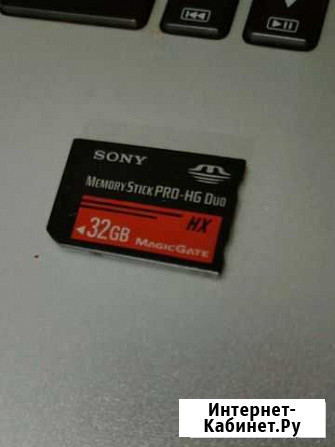 SONY
MEMORY STICK PRO-HG DUO
HX
32GB
MAGICGATE
Интернет-
Кабинет.Ру